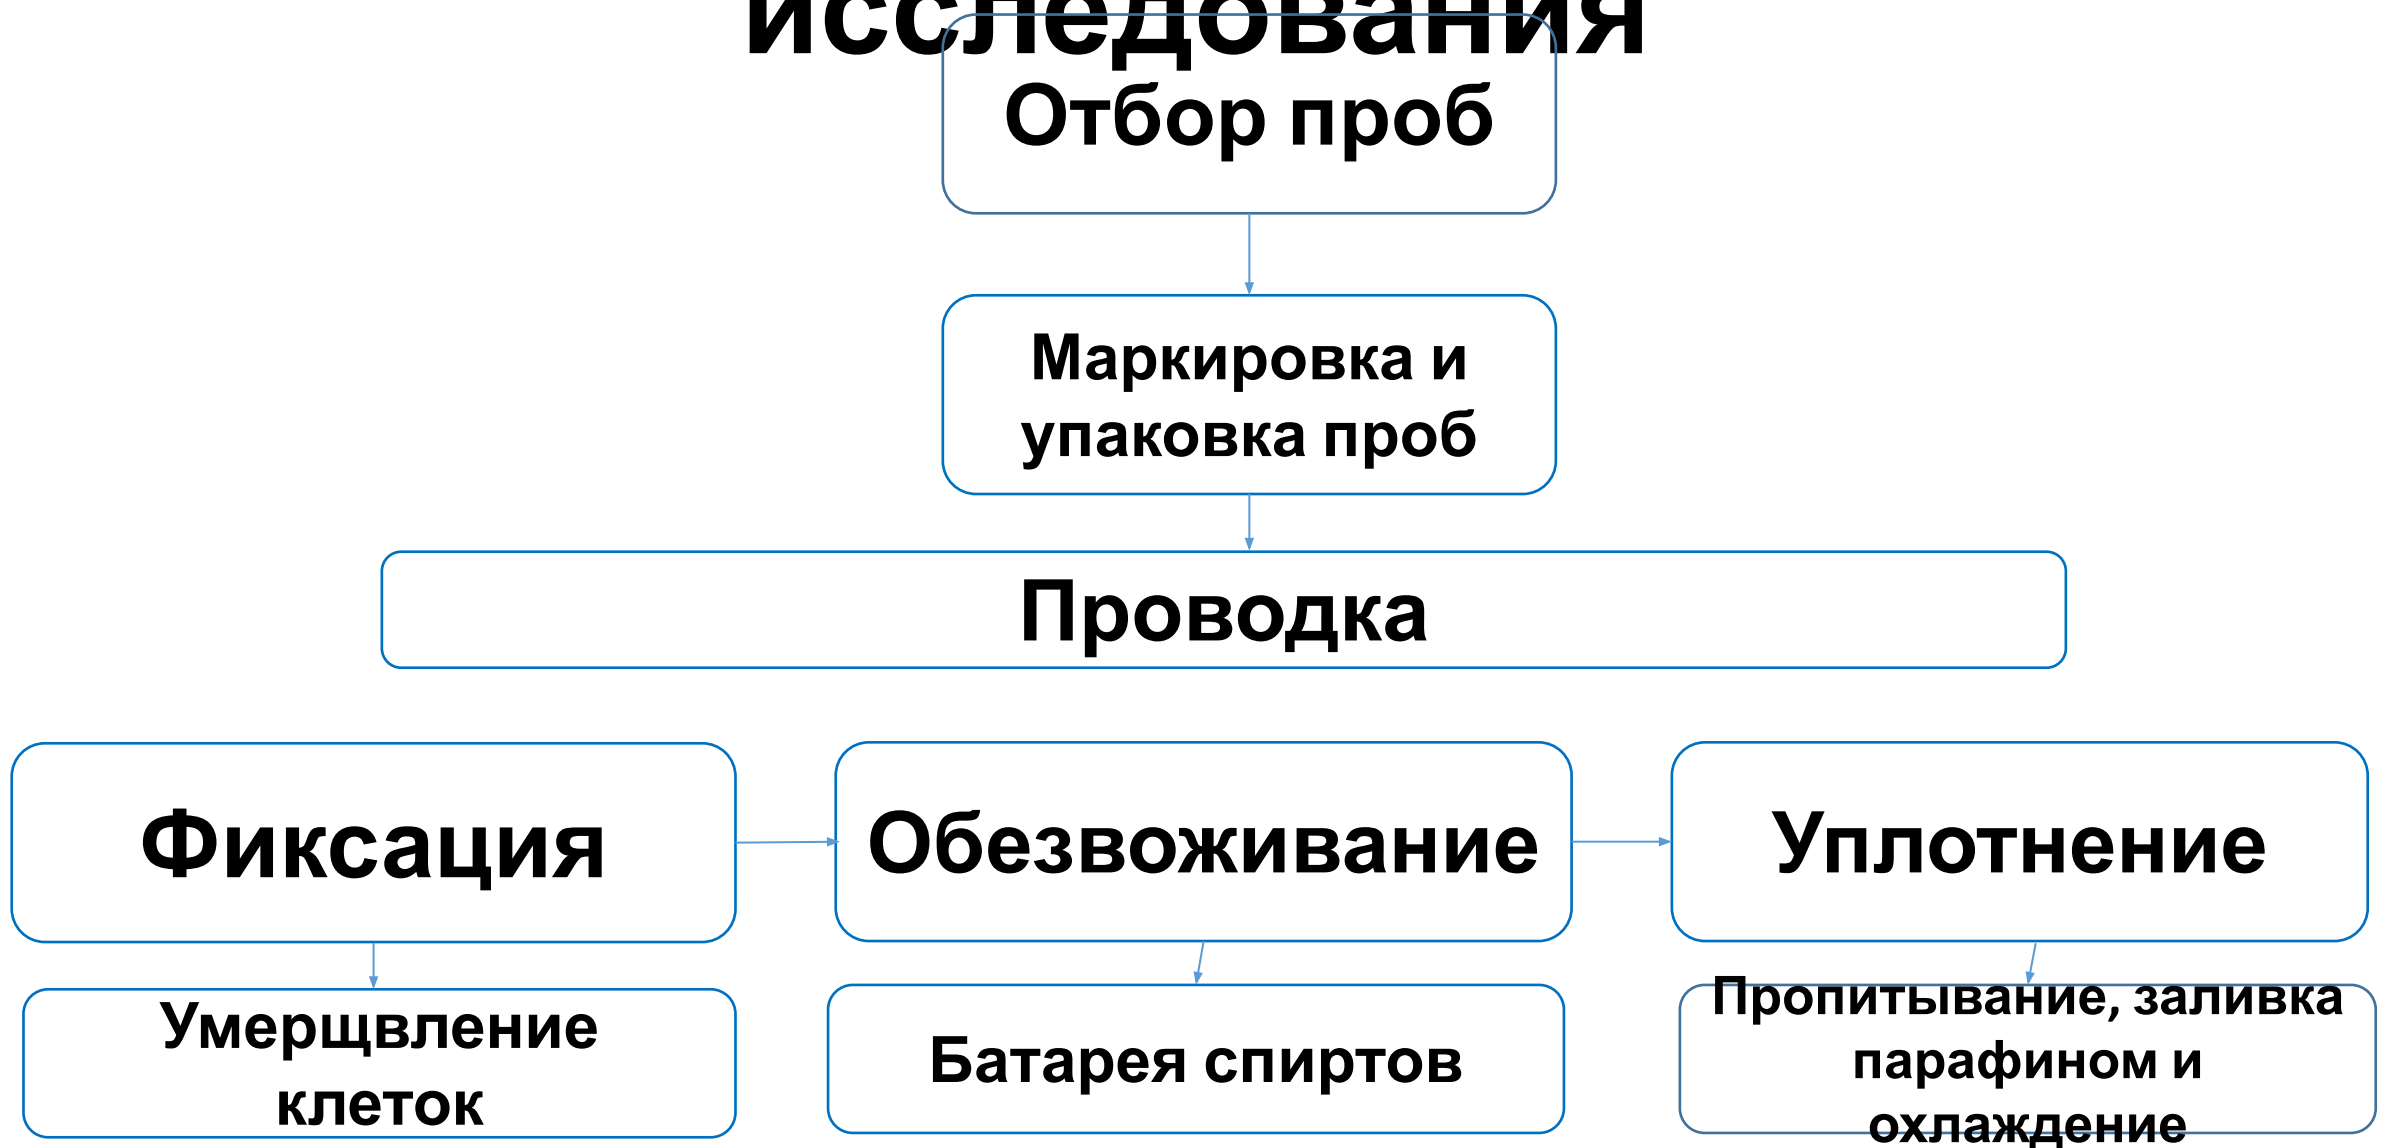 исследования
Отбор проб
Маркировка и
упаковка проб
Проводка
Фиксация
Обезвоживание
Уплотнение
Умерщвление
клеток
Батарея спиртов
Пропитывание, заливка
парафином и
охлаждение